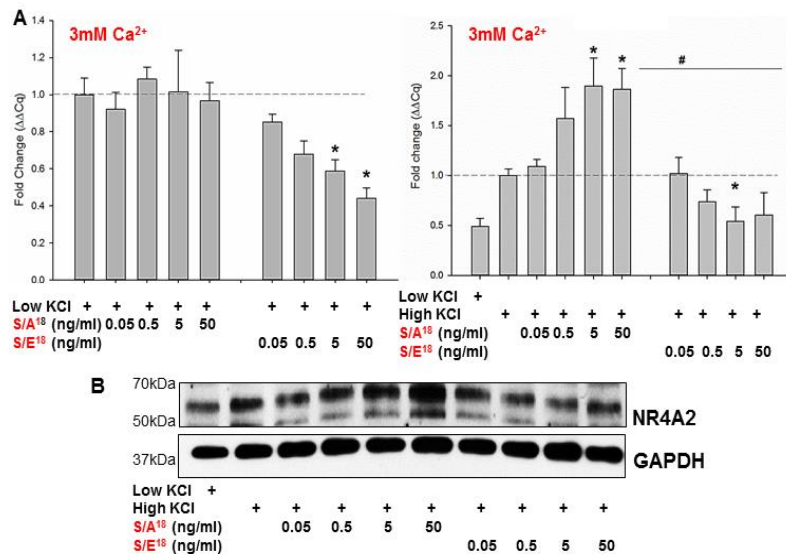 A
3mM Ca²⁺
Fold Change (ΔΔCq)
1.4
1.2
1.0
0.8
0.6
0.4
0.2
0.0
* *
Low KCl + + + + + + + + +
S/A¹⁸ (ng/ml) 0.05 0.5 5 50
S/E¹⁸ (ng/ml) 0.05 0.5 5 50
3mM Ca²⁺
Fold change (ΔΔCq)
2.5
2.0
1.5
1.0
0.5
0.0
* * # *
Low KCl +
High KCl + + + + + + + + +
S/A¹⁸ (ng/ml) 0.05 0.5 5 50
S/E¹⁸ (ng/ml) 0.05 0.5 5 50
B
70kDa
50kDa
NR4A2
37kDa
GAPDH
Low KCl +
High KCl + + + + + + + + +
S/A¹⁸ (ng/ml) 0.05 0.5 5 50
S/E¹⁸ (ng/ml) 0.05 0.5 5 50